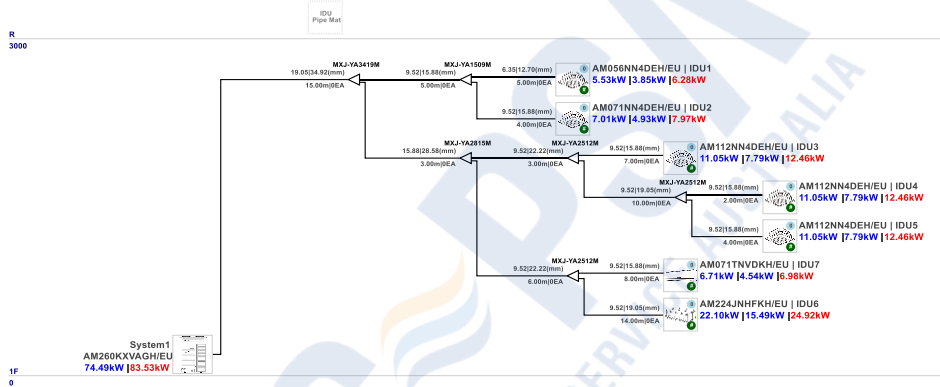 IDU
Pipe Mat
R
3000
MXJ-YA3419M
19.05|34.92(mm)
15.00m|0EA
MXJ-YA1509M
9.52|15.88(mm)
5.00m|0EA
6.35|12.70(mm)
5.00m|0EA
AM056NN4DEH/EU | IDU1
5.53kW |3.85kW |6.28kW
9.52|15.88(mm)
4.00m|0EA
AM071NN4DEH/EU | IDU2
7.01kW |4.93kW |7.97kW
MXJ-YA2815M
15.88|28.58(mm)
3.00m|0EA
MXJ-YA2512M
9.52|22.22(mm)
3.00m|0EA
9.52|15.88(mm)
7.00m|0EA
AM112NN4DEH/EU | IDU3
11.05kW |7.79kW |12.46kW
MXJ-YA2512M
9.52|19.05(mm)
10.00m|0EA
9.52|15.88(mm)
2.00m|0EA
AM112NN4DEH/EU | IDU4
11.05kW |7.79kW |12.46kW
9.52|15.88(mm)
4.00m|0EA
AM112NN4DEH/EU | IDU5
11.05kW |7.79kW |12.46kW
MXJ-YA2512M
9.52|22.22(mm)
6.00m|0EA
9.52|15.88(mm)
8.00m|0EA
AM071TNVDKH/EU | IDU7
6.71kW |4.54kW |6.98kW
9.52|19.05(mm)
14.00m|0EA
AM224JNHFKH/EU | IDU6
22.10kW |15.49kW |24.92kW
System1
AM260KXVAGH/EU
74.49kW |83.53kW
1F
0
PSA
SERVICE AUSTRALIA